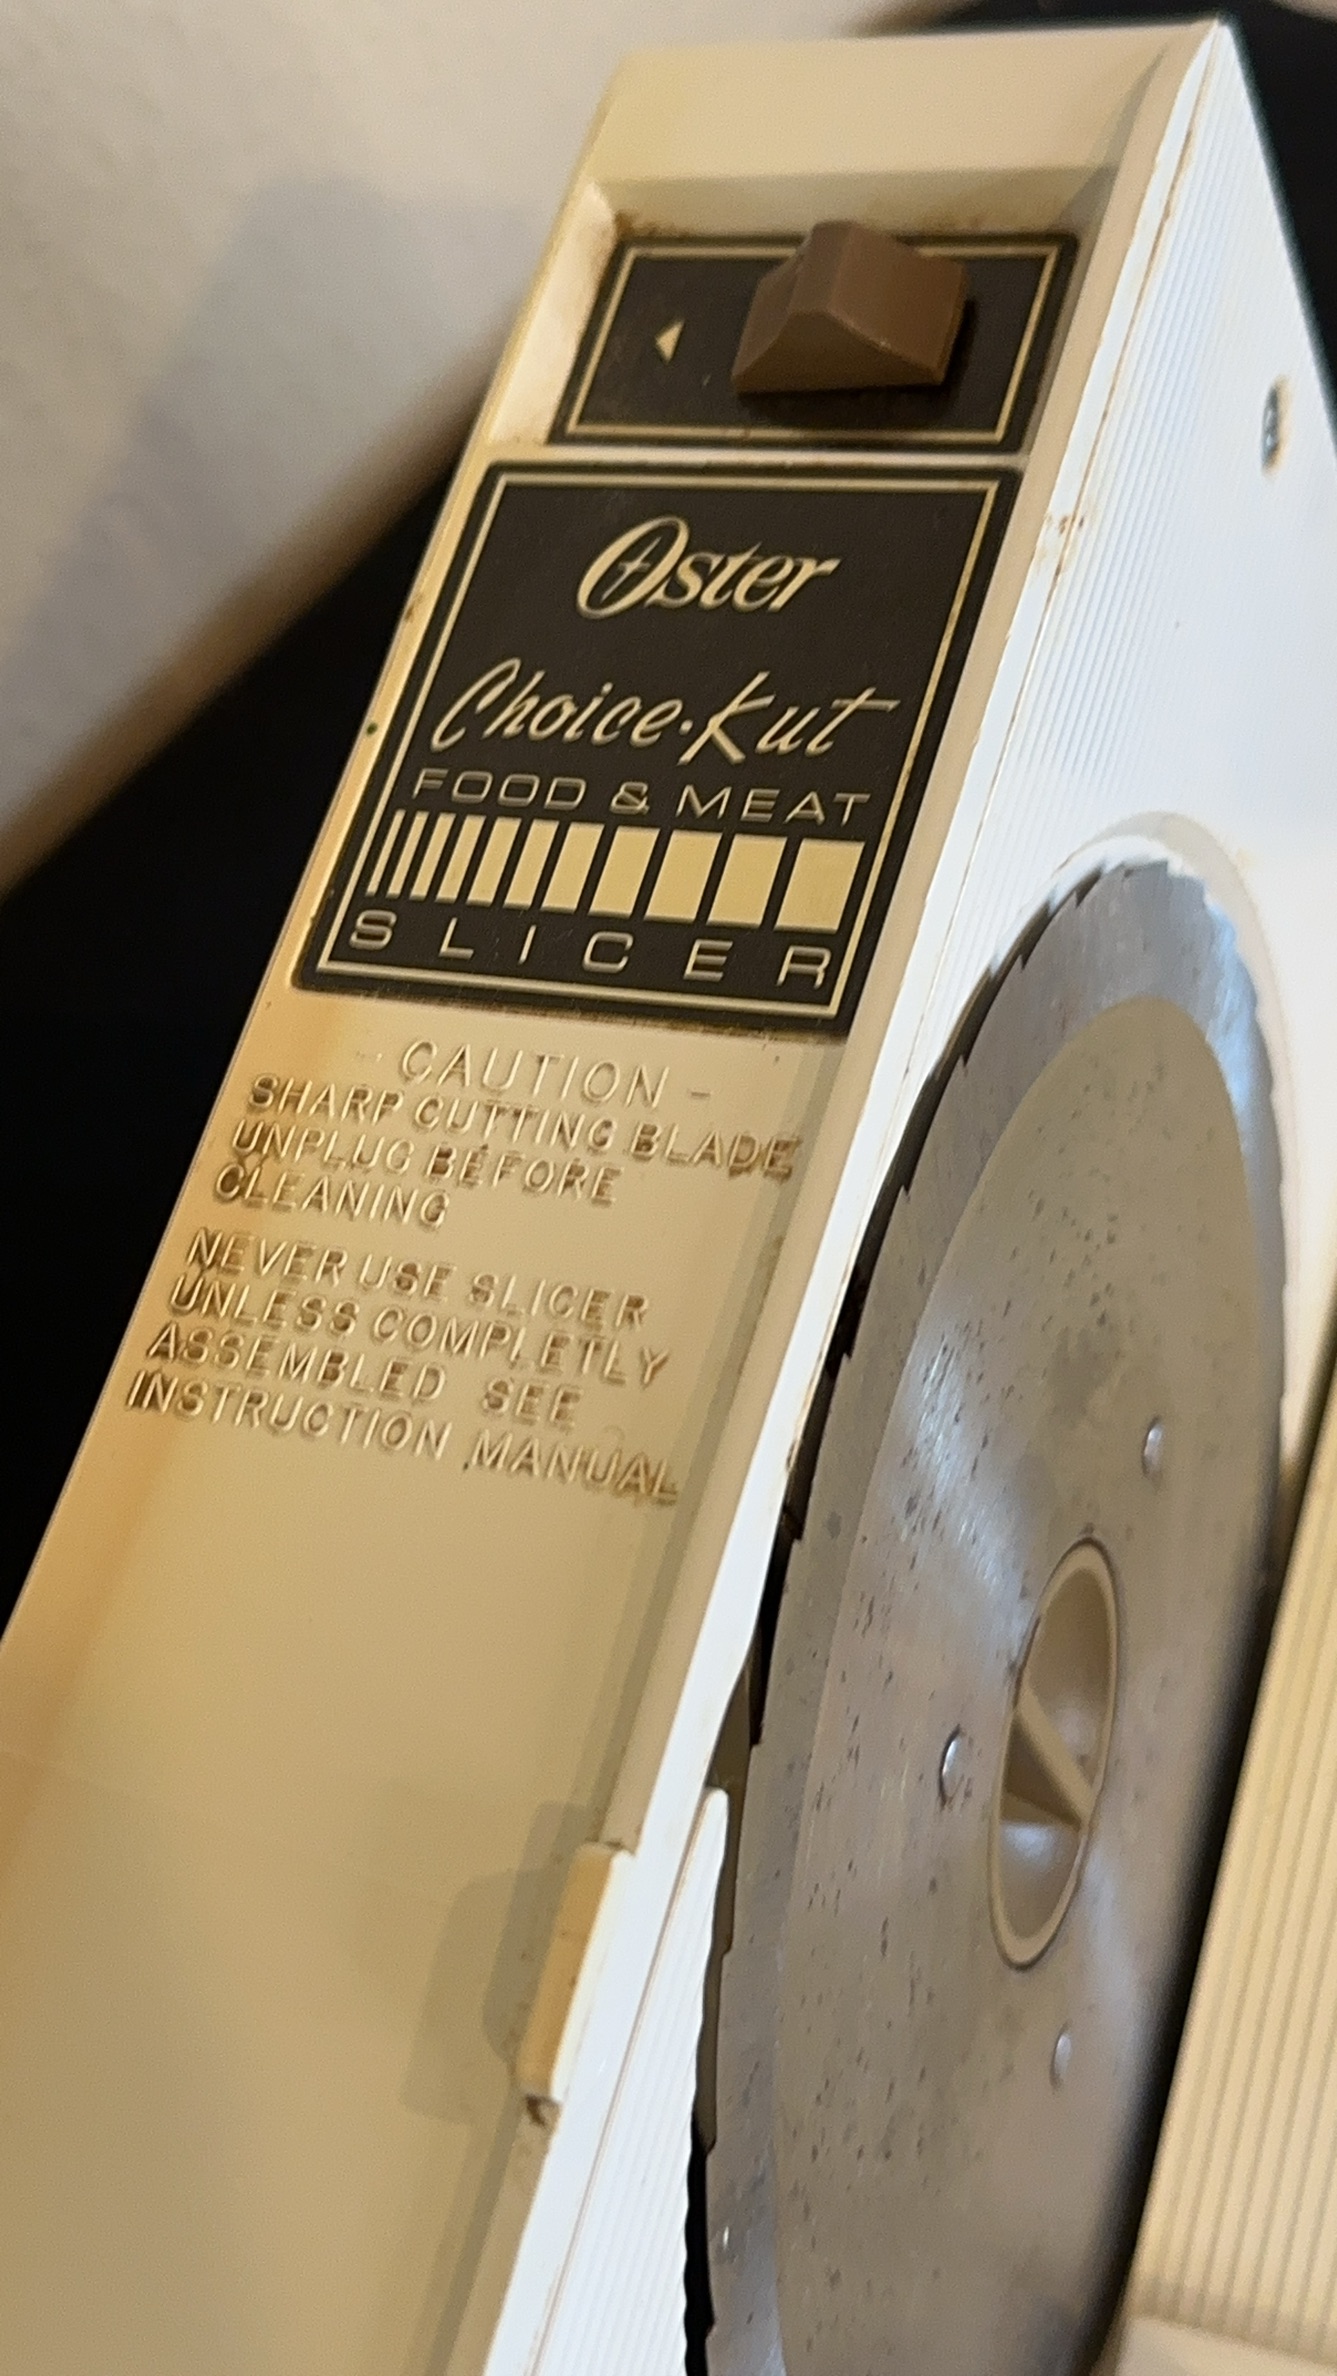 Oster
Choice·Kut
FOOD & MEAT
SLICER
- CAUTION -
SHARP CUTTING BLADE
UNPLUG BEFORE
CLEANING
NEVER USE SLICER
UNLESS COMPLETLY
ASSEMBLED SEE
INSTRUCTION MANUAL